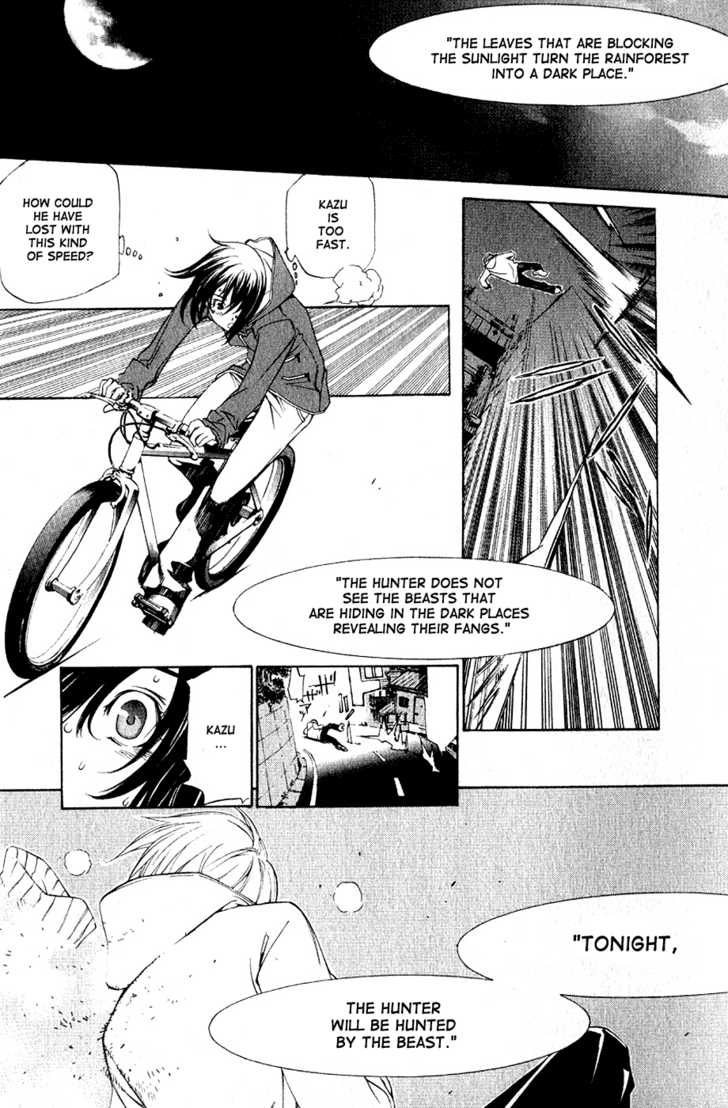 "THE LEAVES THAT ARE BLOCKING
THE SUNLIGHT TURN THE RAINFOREST
INTO A DARK PLACE."
KAZU
IS
TOO
FAST.
HOW COULD
HE HAVE
LOST WITH
THIS KIND
OF SPEED?
"THE HUNTER DOES NOT
SEE THE BEASTS THAT
ARE HIDING IN THE DARK PLACES
REVEALING THEIR FANGS."
KAZU
...
"TONIGHT,
THE HUNTER
WILL BE HUNTED
BY THE BEAST."